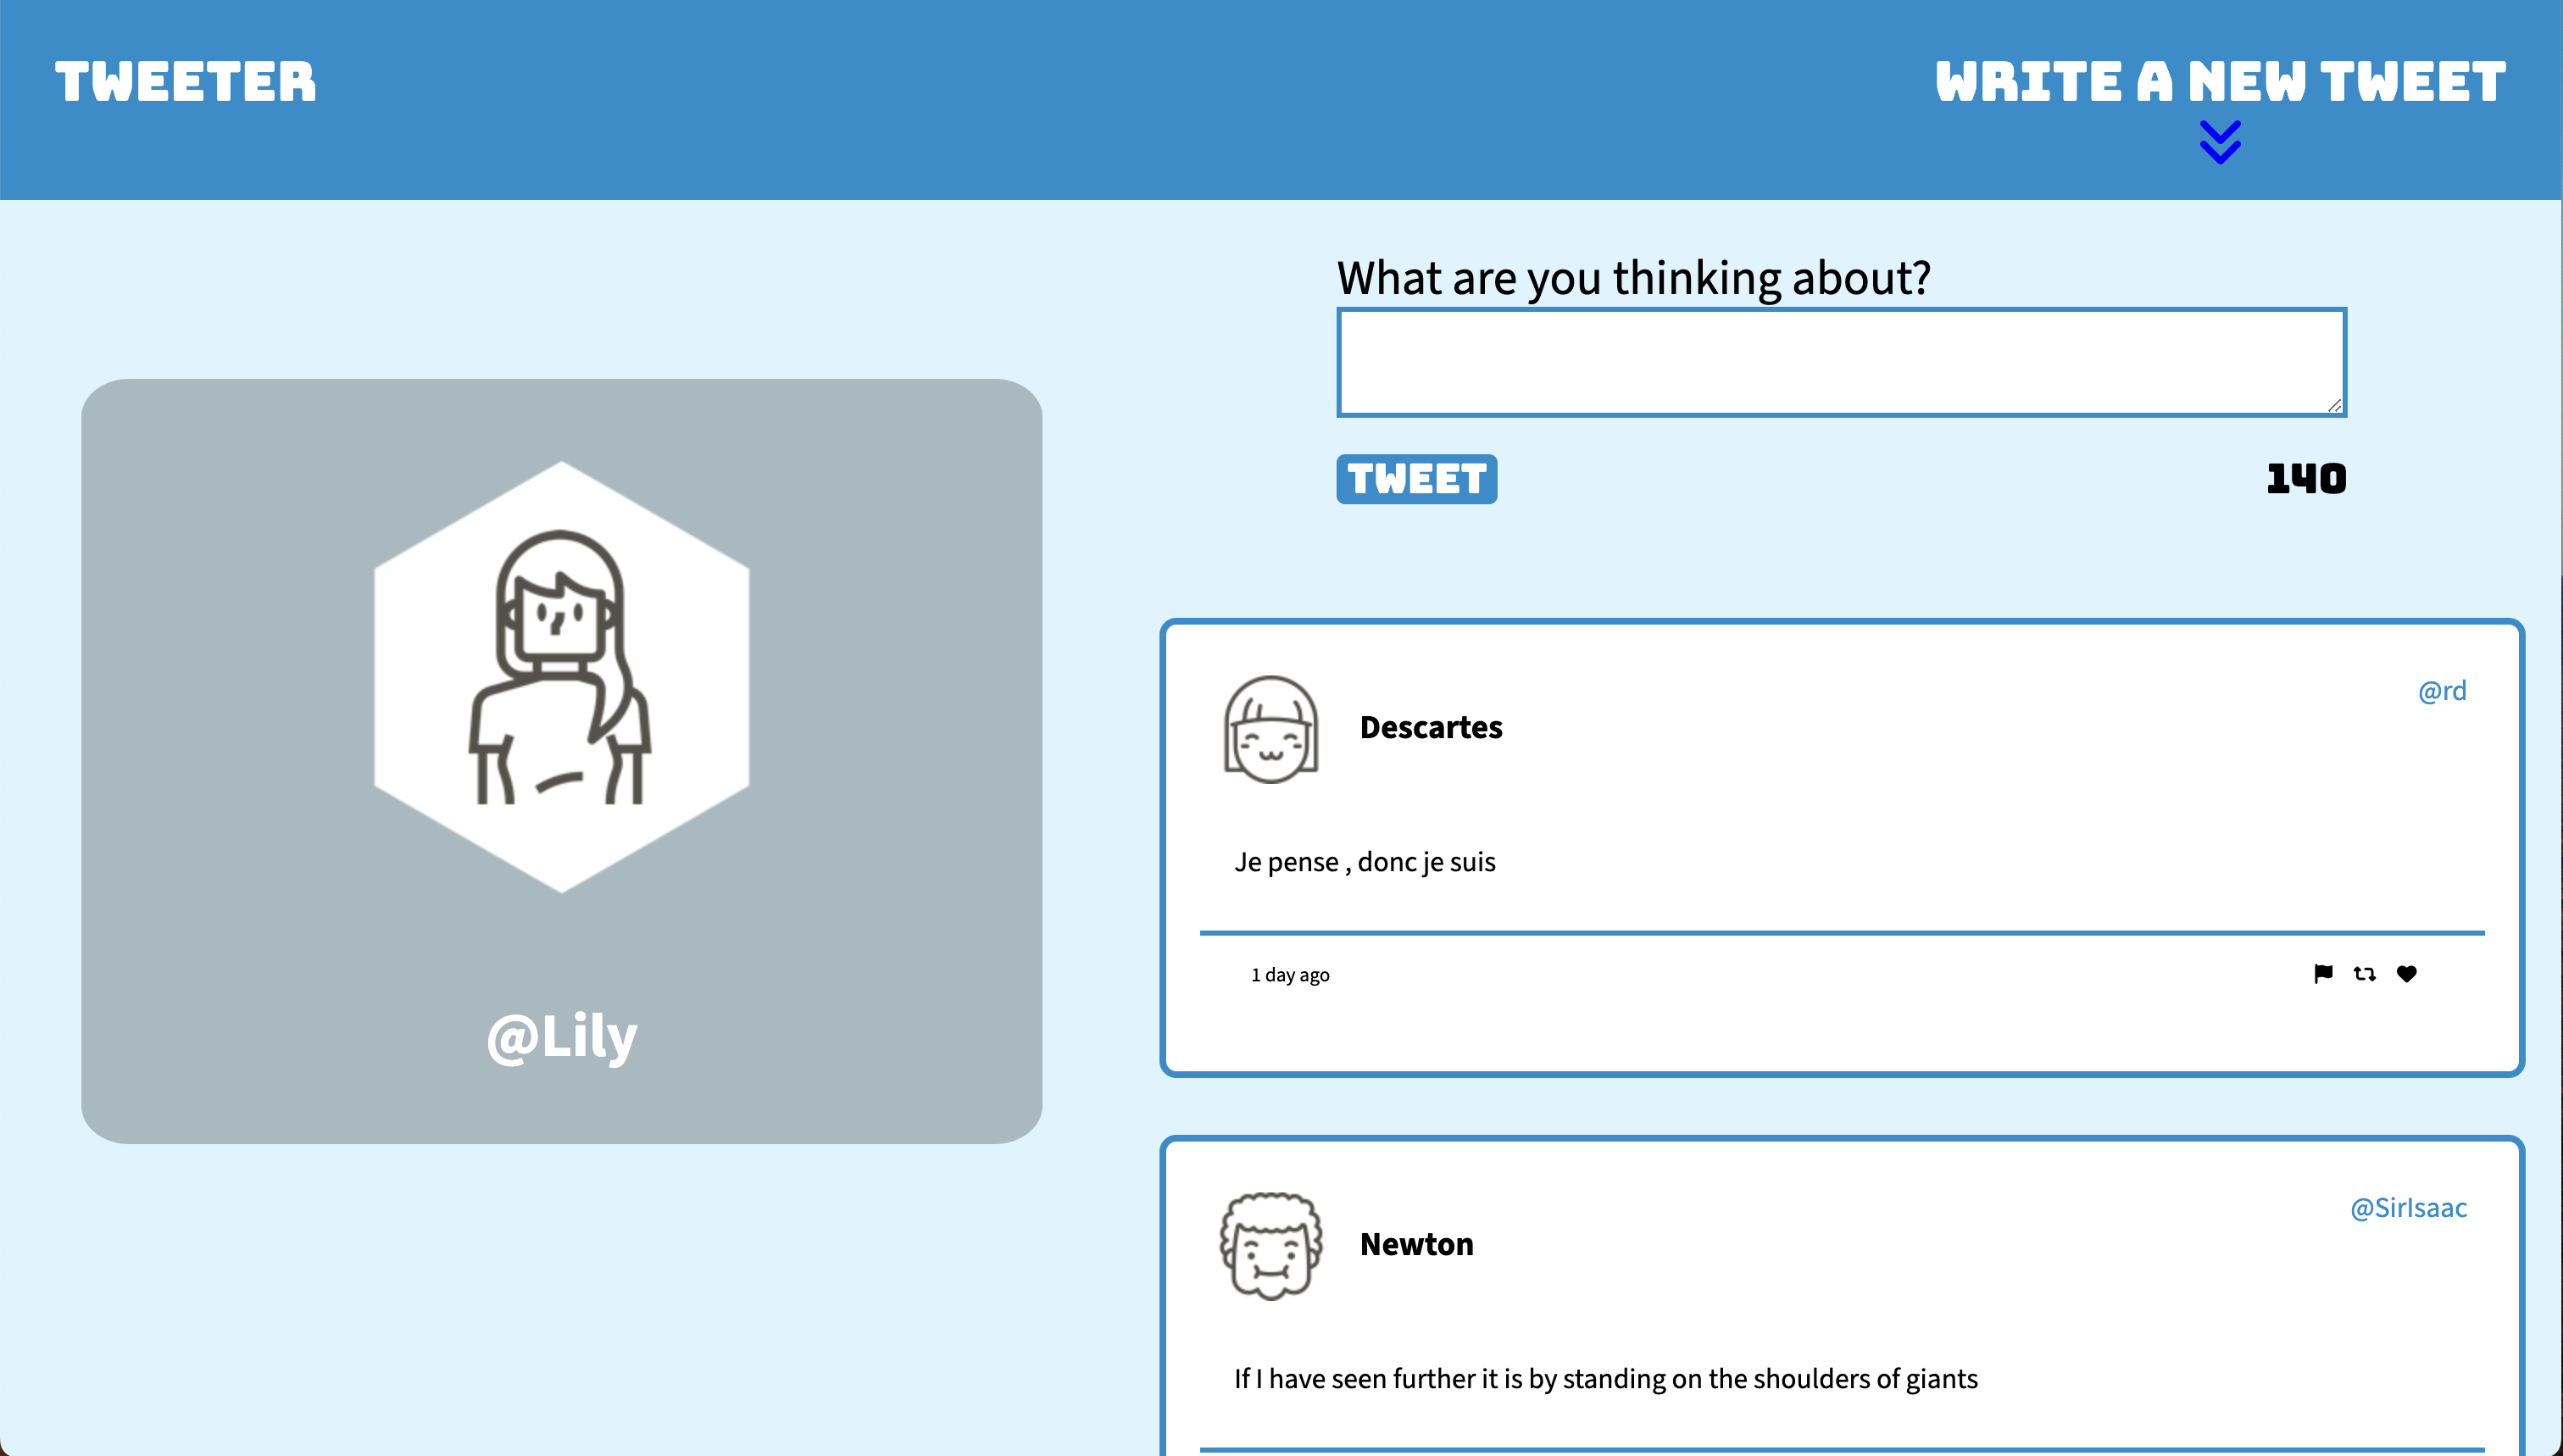 TWEETER
WRITE A NEW TWEET
What are you thinking about?
TWEET
140
@Lily
@rd
Descartes
Je pense , donc je suis
1 day ago
@SirIsaac
Newton
If I have seen further it is by standing on the shoulders of giants